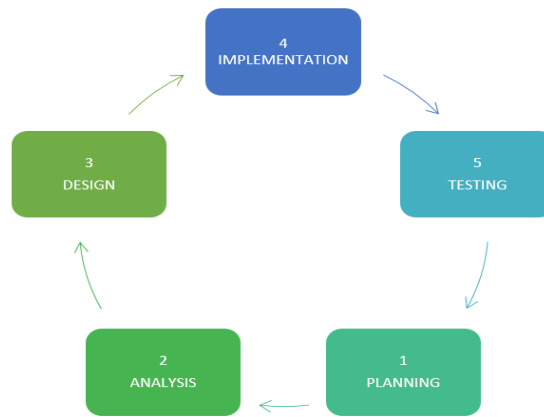 4
IMPLEMENTATION
3
DESIGN
5
TESTING
2
ANALYSIS
1
PLANNING